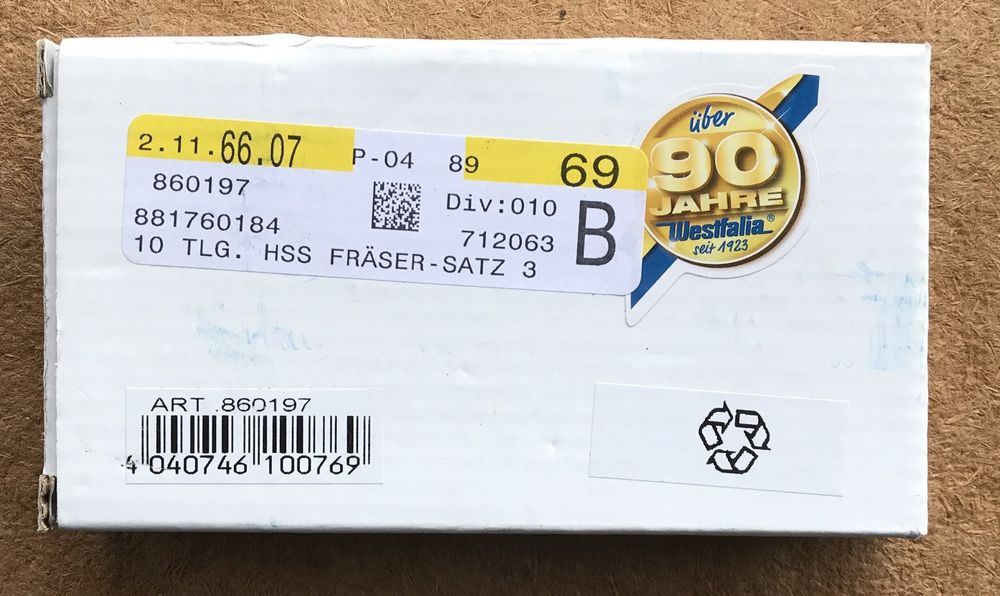 2.11.66.07 P-04 89 69
860197 Div:010 B
881760184 712063
10 TLG. HSS FRÄSER-SATZ 3
über
90
JAHRE
Westfalia®
seit 1923
ART.860197
4 040746 100769